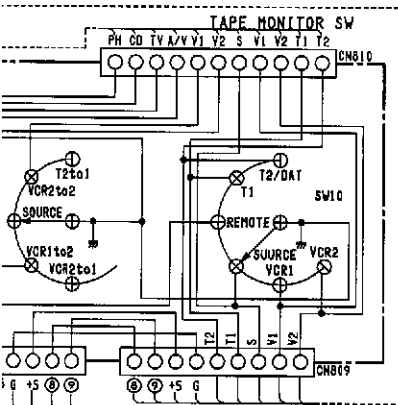 TAPE MONITOR SW
PH CD TV A/V V1 V2 S V1 V2 T1 T2
CN810
T2to1
VCR2to2
SOURCE
VCR1to2
VCR2to1
T2/DAT
T1
SW10
REMOTE
SUURCE
VCR2
VCR1
T2 T1 S V1 V2
CN809
G +5 8 9
8 9 +5 G